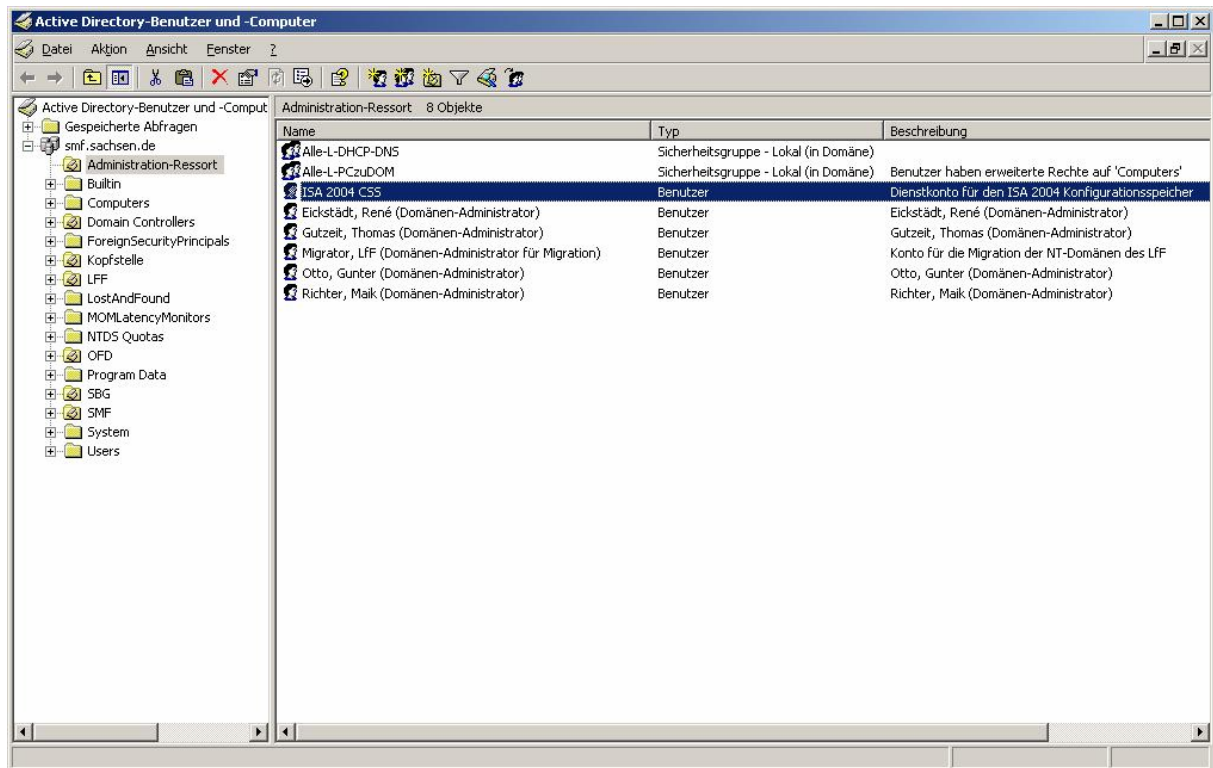 Active Directory-Benutzer und -Computer
Datei Aktion Ansicht Fenster ?
Active Directory-Benutzer und -Comput
Gespeicherte Abfragen
smf.sachsen.de
Administration-Ressort
Builtin
Computers
Domain Controllers
ForeignSecurityPrincipals
Kopfstelle
LFF
LostAndFound
MOMLatencyMonitors
NTDS Quotas
OFD
Program Data
SBG
SMF
System
Users
Administration-Ressort 8 Objekte
Name Typ Beschreibung
Alle-L-DHCP-DNS Sicherheitsgruppe - Lokal (in Domäne)
Alle-L-PCzuDOM Sicherheitsgruppe - Lokal (in Domäne) Benutzer haben erweiterte Rechte auf 'Computers'
ISA 2004 CSS Benutzer Dienstkonto für den ISA 2004 Konfigurationsspeicher
Eickstädt, René (Domänen-Administrator) Benutzer Eickstädt, René (Domänen-Administrator)
Gutzeit, Thomas (Domänen-Administrator) Benutzer Gutzeit, Thomas (Domänen-Administrator)
Migrator, LfF (Domänen-Administrator für Migration) Benutzer Konto für die Migration der NT-Domänen des LfF
Otto, Gunter (Domänen-Administrator) Benutzer Otto, Gunter (Domänen-Administrator)
Richter, Maik (Domänen-Administrator) Benutzer Richter, Maik (Domänen-Administrator)